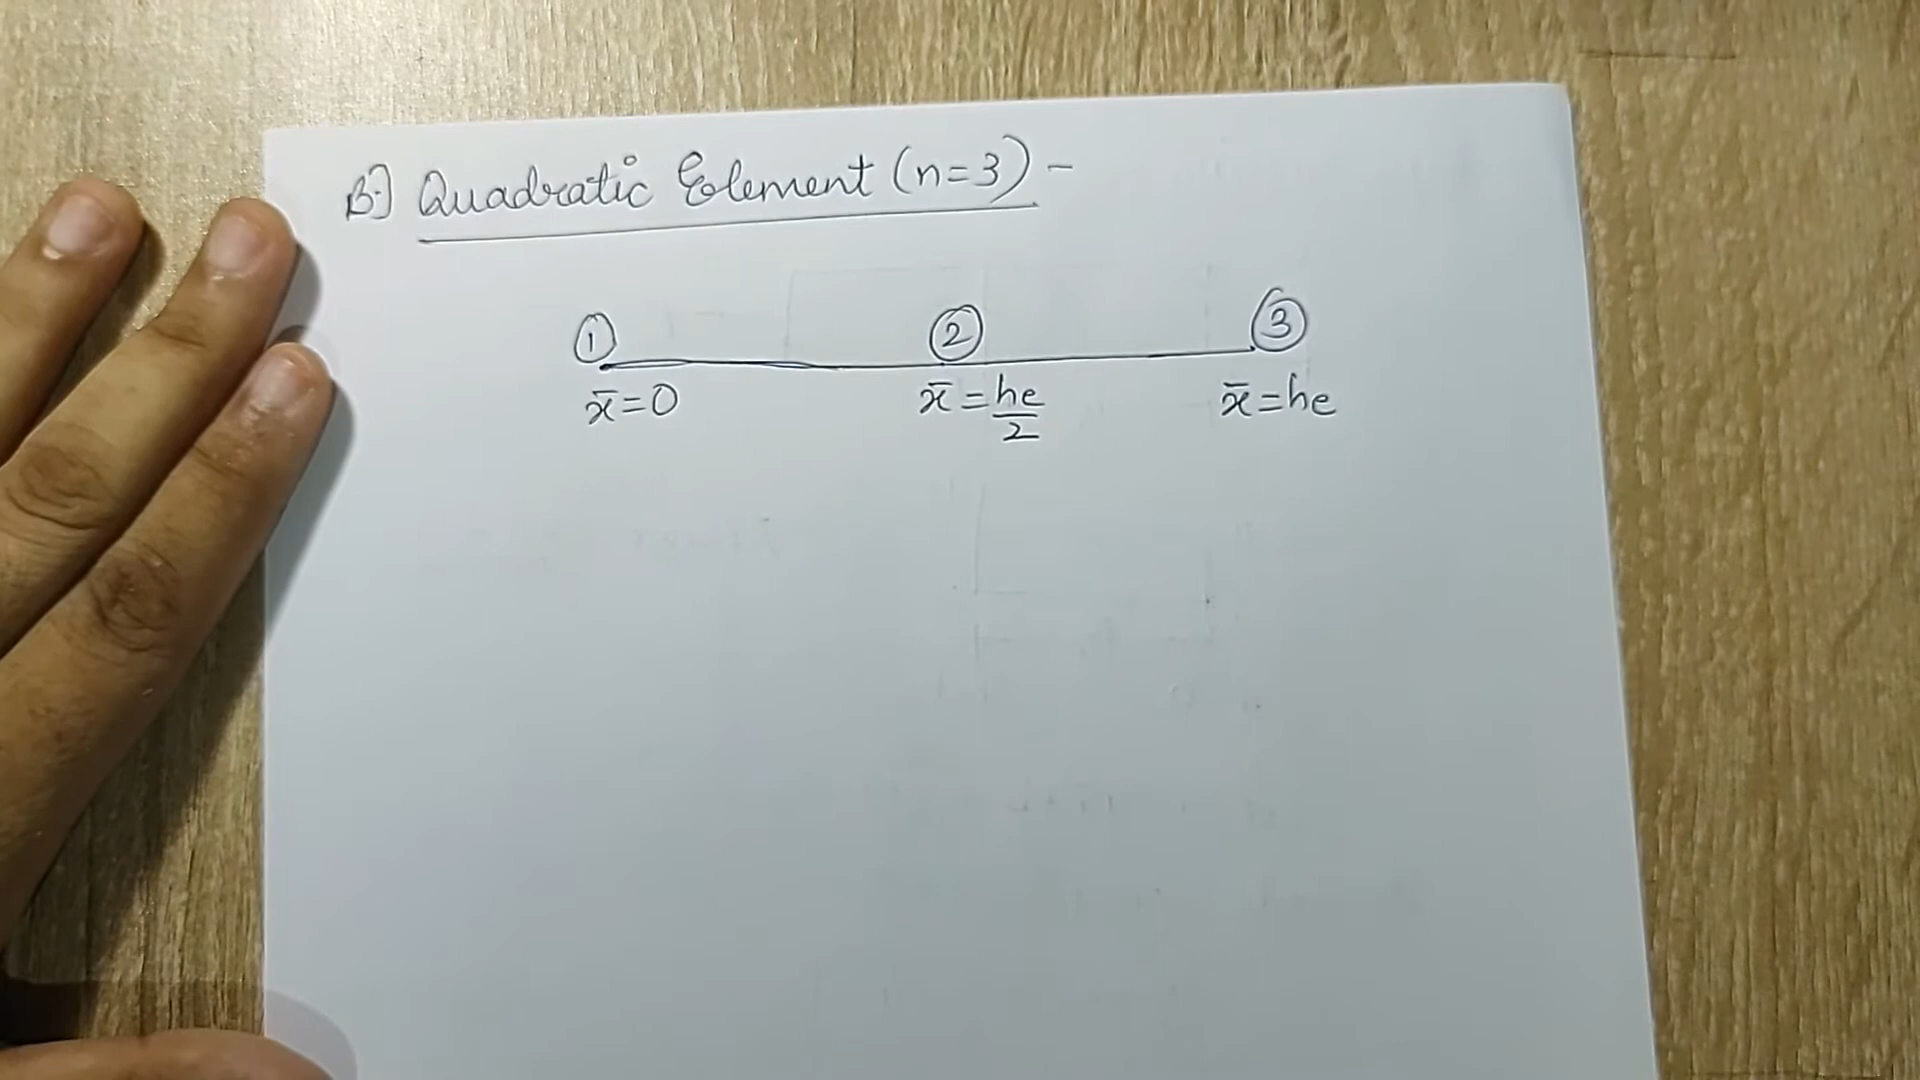 B.] Quadratic Element (n=3) -
① ② ③
x̄=0 x̄=he/2 x̄=he